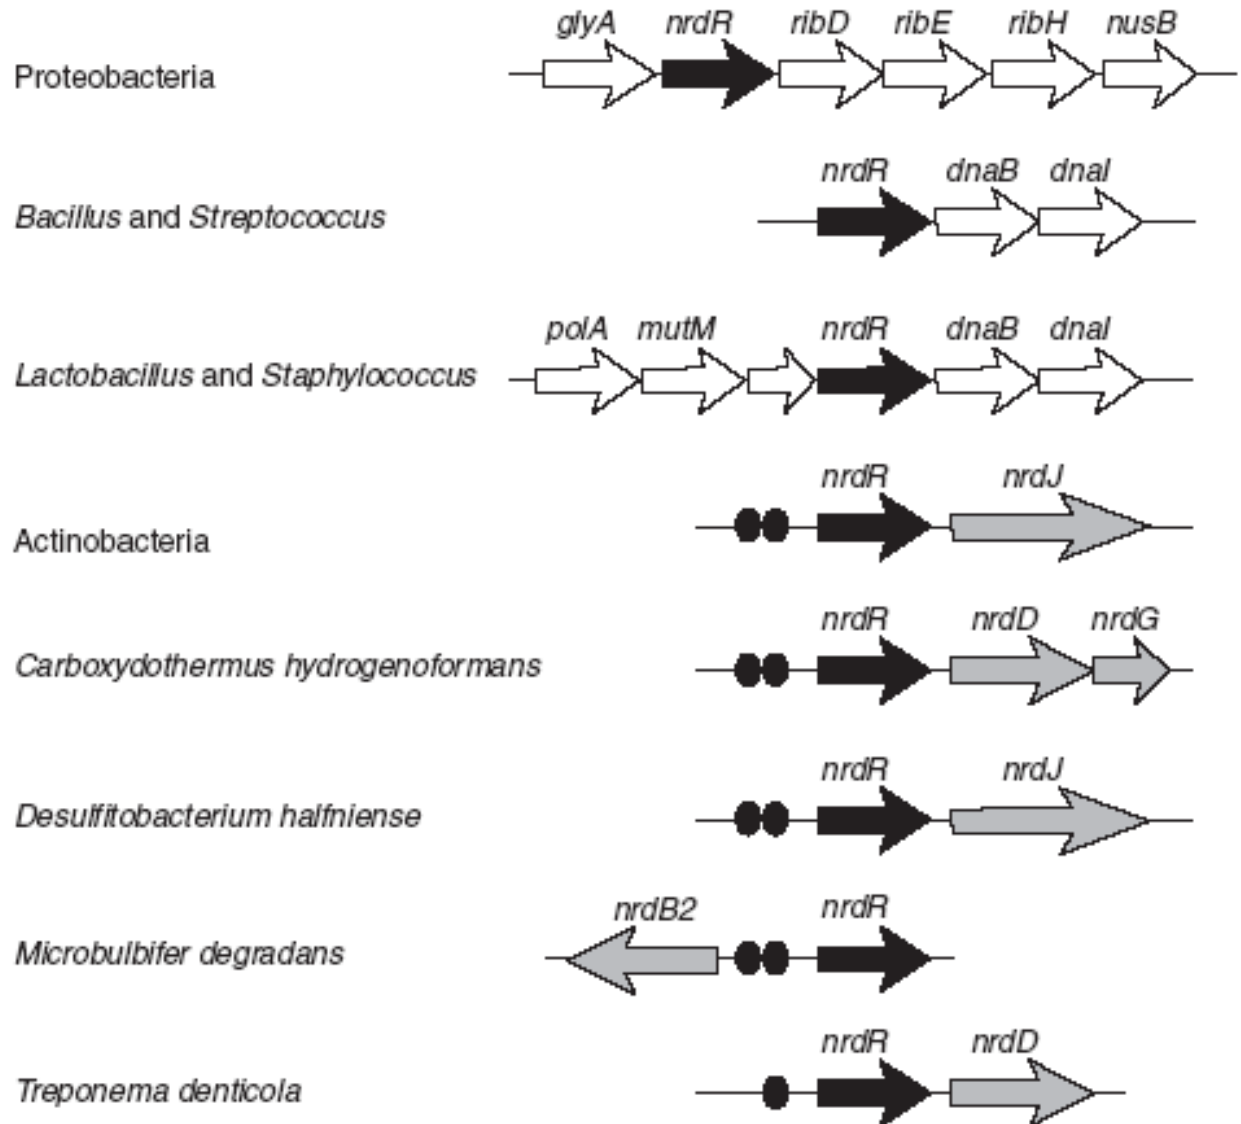 glyA nrdR ribD ribE ribH nusB
Proteobacteria
nrdR dnaB dnaI
Bacillus and Streptococcus
polA mutM nrdR dnaB dnaI
Lactobacillus and Staphylococcus
nrdR nrdJ
Actinobacteria
nrdR nrdD nrdG
Carboxydothermus hydrogenoformans
nrdR nrdJ
Desulfitobacterium halfniense
nrdB2 nrdR
Microbulbifer degradans
nrdR nrdD
Treponema denticola